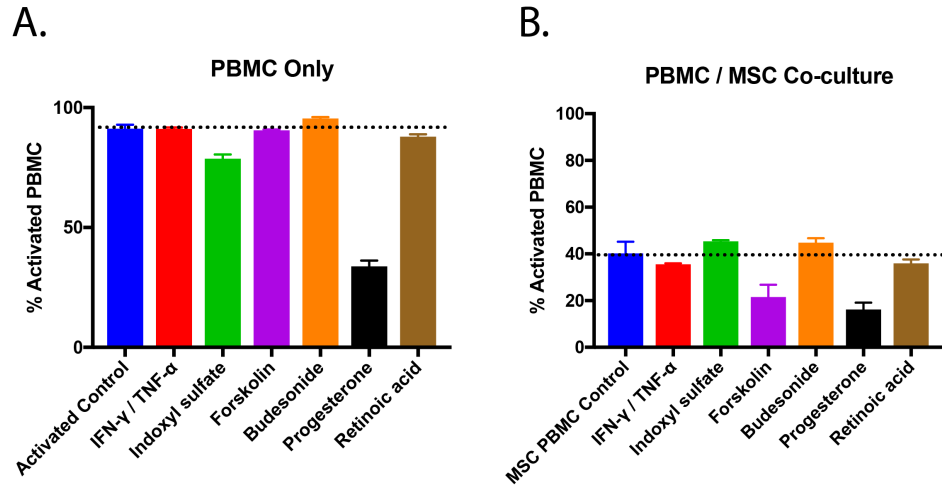 A.
PBMC Only
% Activated PBMC
100
50
0
Activated Control
IFN-γ / TNF-α
Indoxyl sulfate
Forskolin
Budesonide
Progesterone
Retinoic acid
B.
PBMC / MSC Co-culture
% Activated PBMC
100
80
60
40
20
0
MSC PBMC Control
IFN-γ / TNF-α
Indoxyl sulfate
Forskolin
Budesonide
Progesterone
Retinoic acid